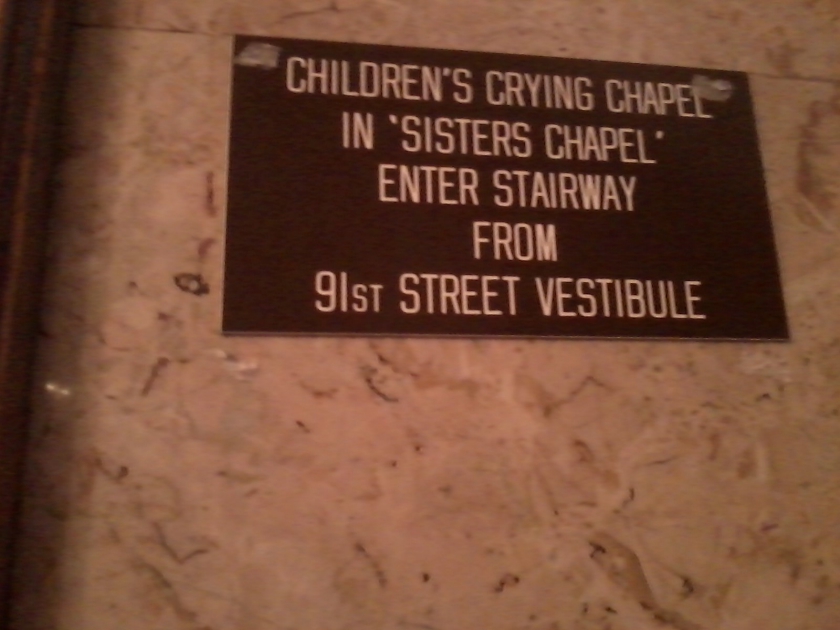 CHILDREN'S CRYING CHAPEL
IN 'SISTERS CHAPEL'
ENTER STAIRWAY
FROM
91ST STREET VESTIBULE